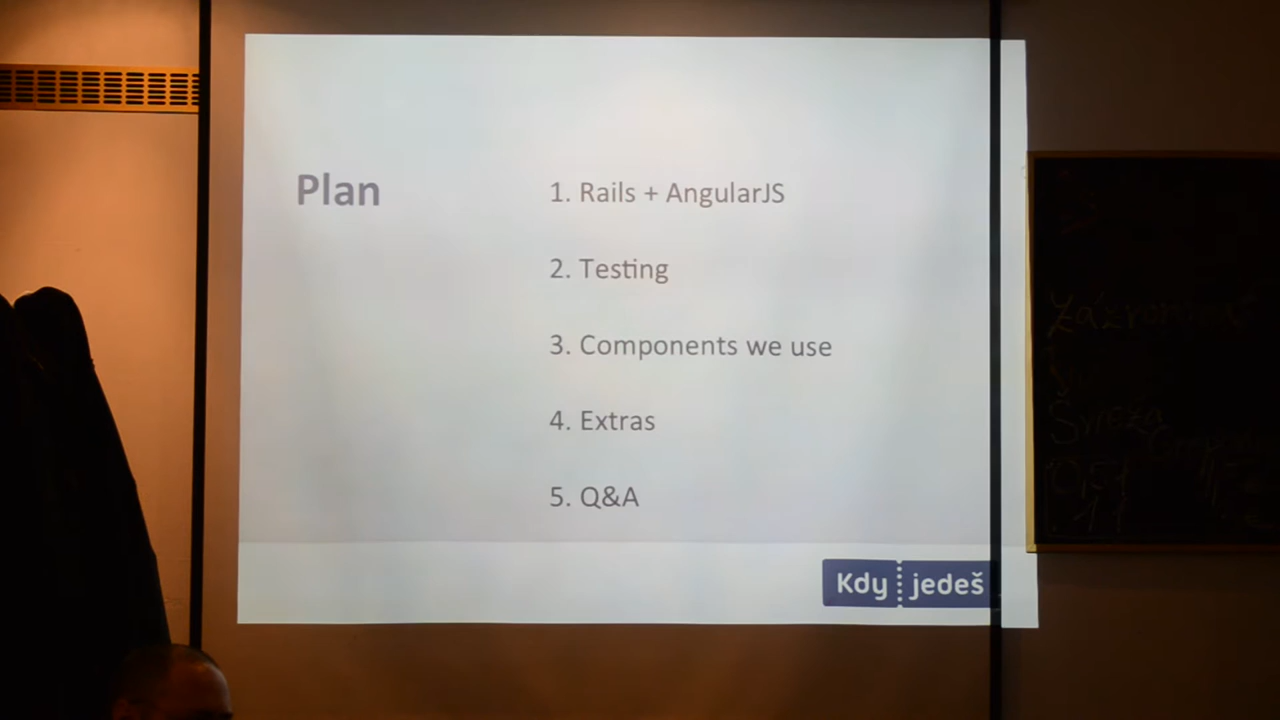 Plan
1. Rails + AngularJS
2. Testing
3. Components we use
4. Extras
5. Q&A
Kdy jedeš